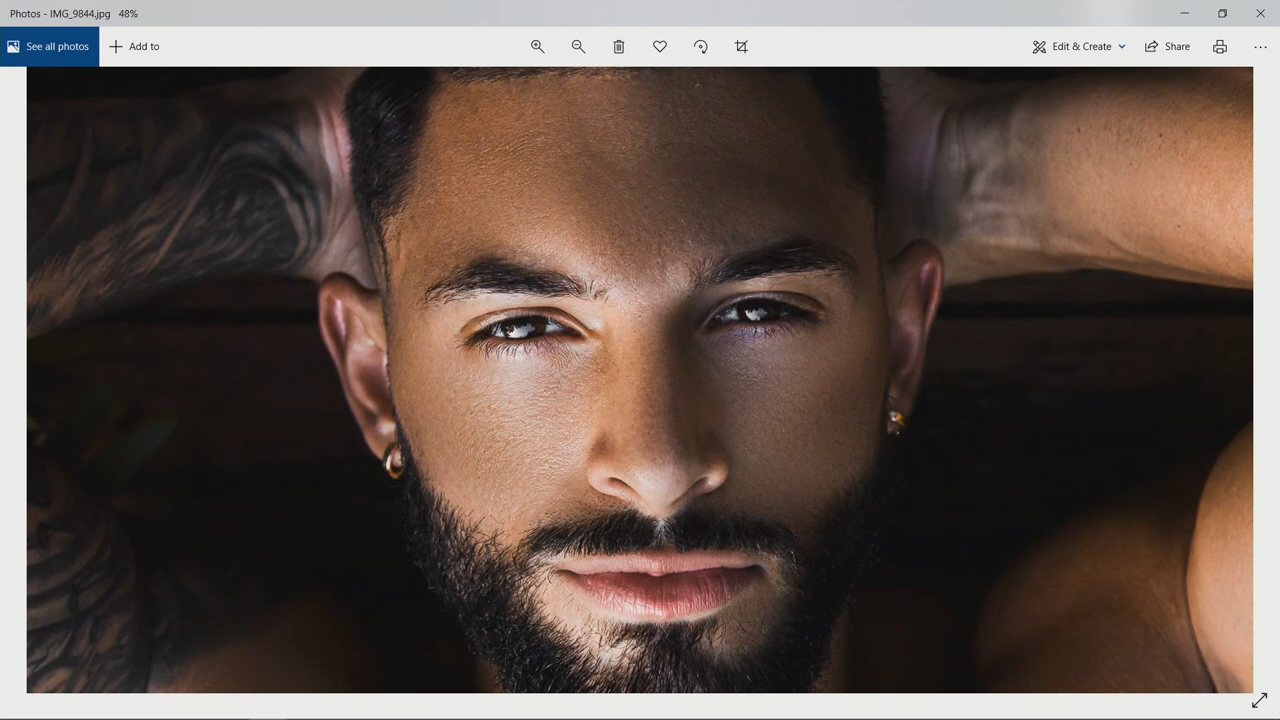 Photos - IMG_9844.jpg   48%
See all photos
Add to
Edit & Create
Share